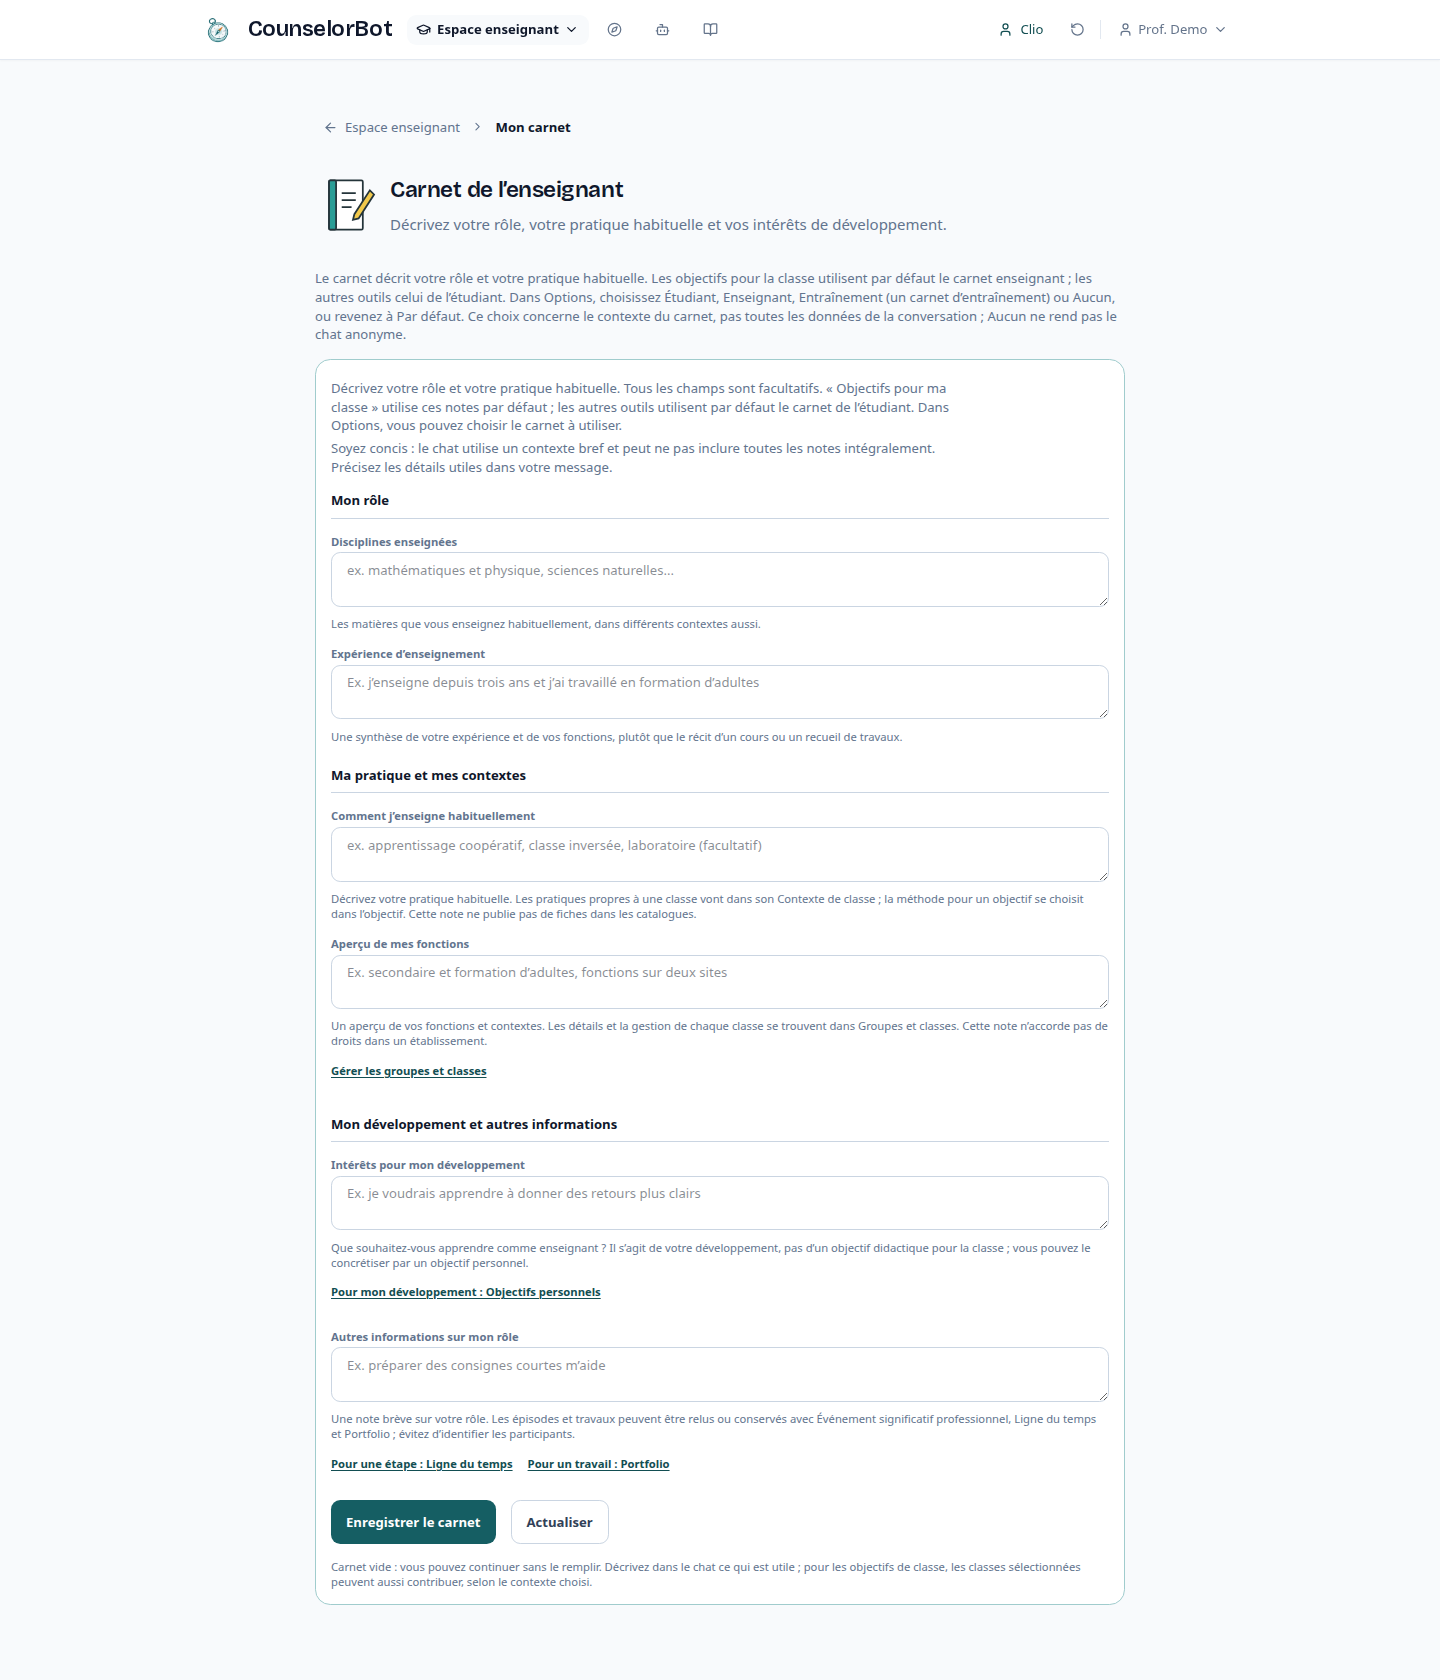 CounselorBot
Espace enseignant
Clio
Prof. Demo
Espace enseignant
Mon carnet
Carnet de l’enseignant
Décrivez votre rôle, votre pratique habituelle et vos intérêts de développement.
Le carnet décrit votre rôle et votre pratique habituelle. Les objectifs pour la classe utilisent par défaut le carnet enseignant ; les
autres outils celui de l’étudiant. Dans Options, choisissez Étudiant, Enseignant, Entraînement (un carnet d’entraînement) ou Aucun,
ou revenez à Par défaut. Ce choix concerne le contexte du carnet, pas toutes les données de la conversation ; Aucun ne rend pas le
chat anonyme.
Décrivez votre rôle et votre pratique habituelle. Tous les champs sont facultatifs. « Objectifs pour ma
classe » utilise ces notes par défaut ; les autres outils utilisent par défaut le carnet de l’étudiant. Dans
Options, vous pouvez choisir le carnet à utiliser.
Soyez concis : le chat utilise un contexte bref et peut ne pas inclure toutes les notes intégralement.
Précisez les détails utiles dans votre message.
Mon rôle
Disciplines enseignées
ex. mathématiques et physique, sciences naturelles…
Les matières que vous enseignez habituellement, dans différents contextes aussi.
Expérience d’enseignement
Ex. j’enseigne depuis trois ans et j’ai travaillé en formation d’adultes
Une synthèse de votre expérience et de vos fonctions, plutôt que le récit d’un cours ou un recueil de travaux.
Ma pratique et mes contextes
Comment j’enseigne habituellement
ex. apprentissage coopératif, classe inversée, laboratoire (facultatif)
Décrivez votre pratique habituelle. Les pratiques propres à une classe vont dans son Contexte de classe ; la méthode pour un objectif se choisit
dans l’objectif. Cette note ne publie pas de fiches dans les catalogues.
Aperçu de mes fonctions
Ex. secondaire et formation d’adultes, fonctions sur deux sites
Un aperçu de vos fonctions et contextes. Les détails et la gestion de chaque classe se trouvent dans Groupes et classes. Cette note n’accorde pas de
droits dans un établissement.
Gérer les groupes et classes
Mon développement et autres informations
Intérêts pour mon développement
Ex. je voudrais apprendre à donner des retours plus clairs
Que souhaitez-vous apprendre comme enseignant ? Il s’agit de votre développement, pas d’un objectif didactique pour la classe ; vous pouvez le
concrétiser par un objectif personnel.
Pour mon développement : Objectifs personnels
Autres informations sur mon rôle
Ex. préparer des consignes courtes m’aide
Une note brève sur votre rôle. Les épisodes et travaux peuvent être relus ou conservés avec Événement significatif professionnel, Ligne du temps
et Portfolio ; évitez d’identifier les participants.
Pour une étape : Ligne du temps
Pour un travail : Portfolio
Enregistrer le carnet
Actualiser
Carnet vide : vous pouvez continuer sans le remplir. Décrivez dans le chat ce qui est utile ; pour les objectifs de classe, les classes sélectionnées
peuvent aussi contribuer, selon le contexte choisi.